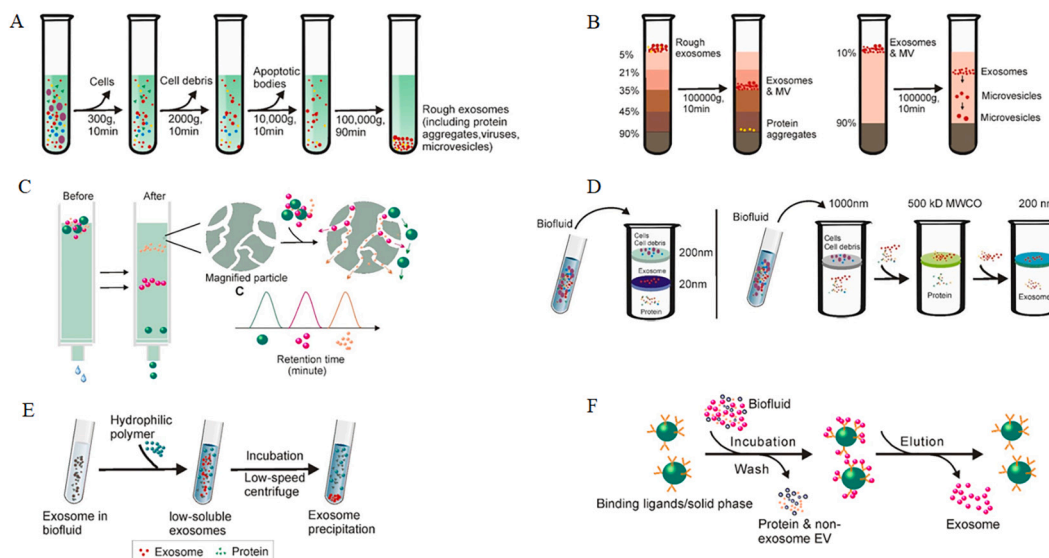 A
Cells
300g,
10min
Cell debris
2000g,
10min
Apoptotic
bodies
10,000g,
10min
100,000g,
90min
Rough exosomes
(including protein
aggregates,viruses,
microvesicles)
B
5%
21%
35%
45%
90%
Rough exosomes
100000g,
10min
Exosomes
& MV
Protein
aggregates
10%
90%
Exosomes
& MV
100000g,
10min
Exosomes
Microvesicles
Microvesicles
C
Before
After
Magnified particle
C
Retention time
(minute)
D
Biofluid
Cells
Cell debris
200nm
Exosome
20nm
Protein
Biofluid
1000nm
Cells
Cell debris
500 kD MWCO
Protein
200 nm
Exosome
E
Hydrophilic
polymer
Incubation
Low-speed
centrifuge
Exosome in
biofluid
low-soluble
exosomes
Exosome
precipitation
Exosome
Protein
F
Biofluid
Incubation
Wash
Elution
Binding ligands/solid phase
Protein & non-
exosome EV
Exosome